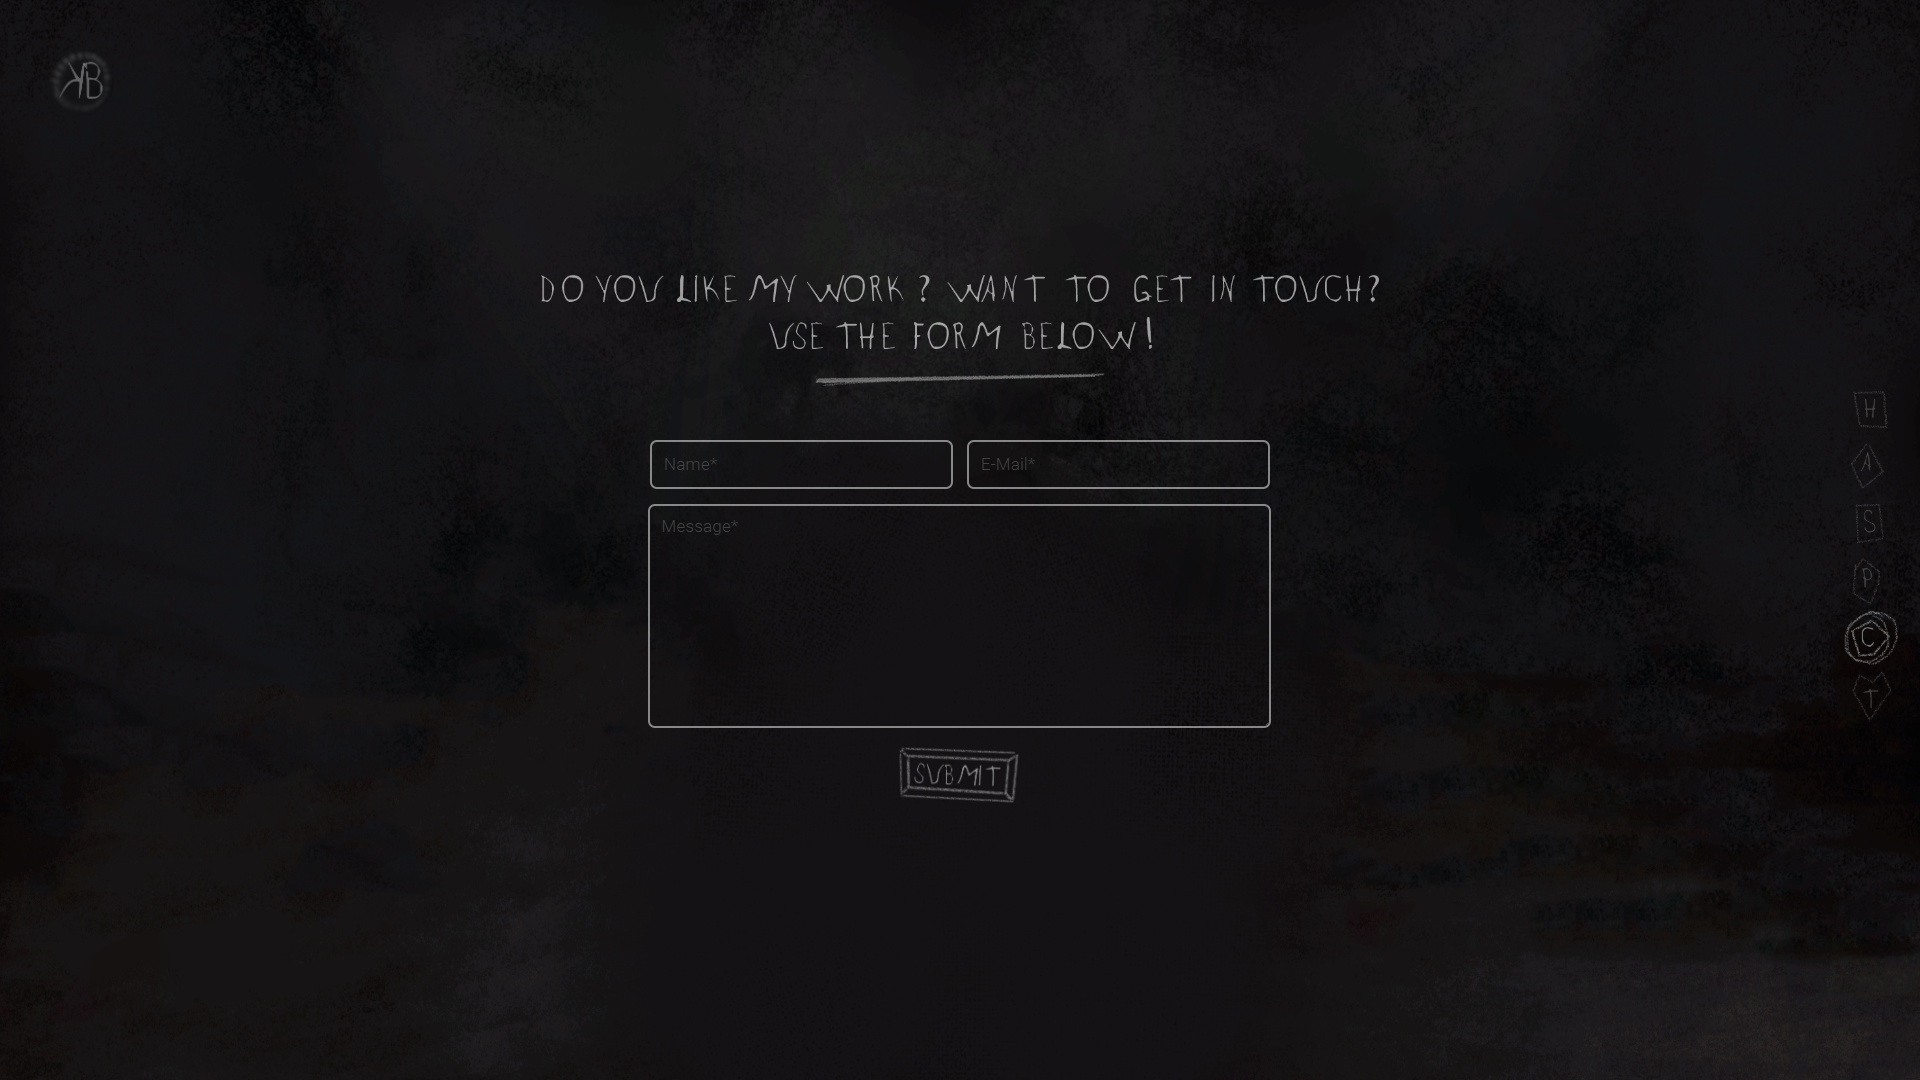 KB
DO YOU LIKE MY WORK ? WANT TO GET IN TOUCH?
USE THE FORM BELOW!
Name*
E-Mail*
Message*
SUBMIT
H
A
S
P
C
T